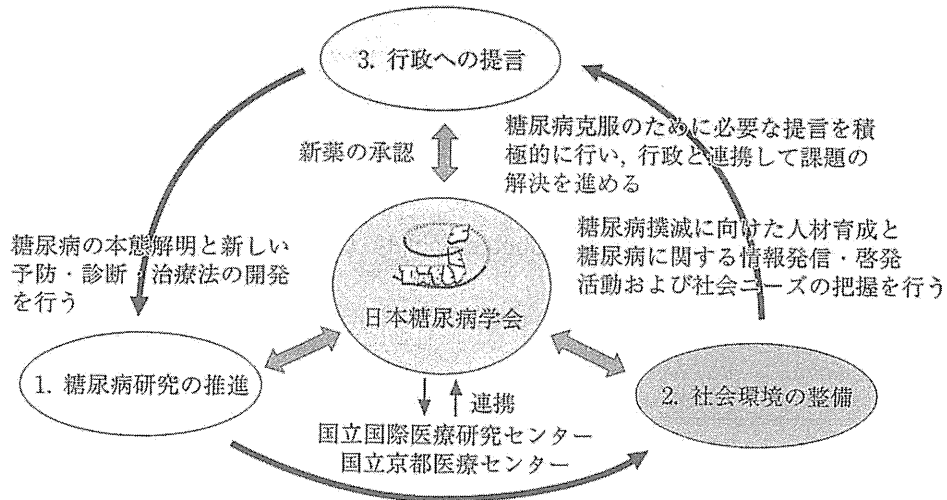 3. 行政への提言
新薬の承認
糖尿病克服のために必要な提言を積
極的に行い, 行政と連携して課題の
解決を進める
糖尿病の本態解明と新しい
予防・診断・治療法の開発
を行う
糖尿病撲滅に向けた人材育成と
糖尿病に関する情報発信・啓発
活動および社会ニーズの把握を行う
日本糖尿病学会
1. 糖尿病研究の推進
2. 社会環境の整備
連携
国立国際医療研究センター
国立京都医療センター